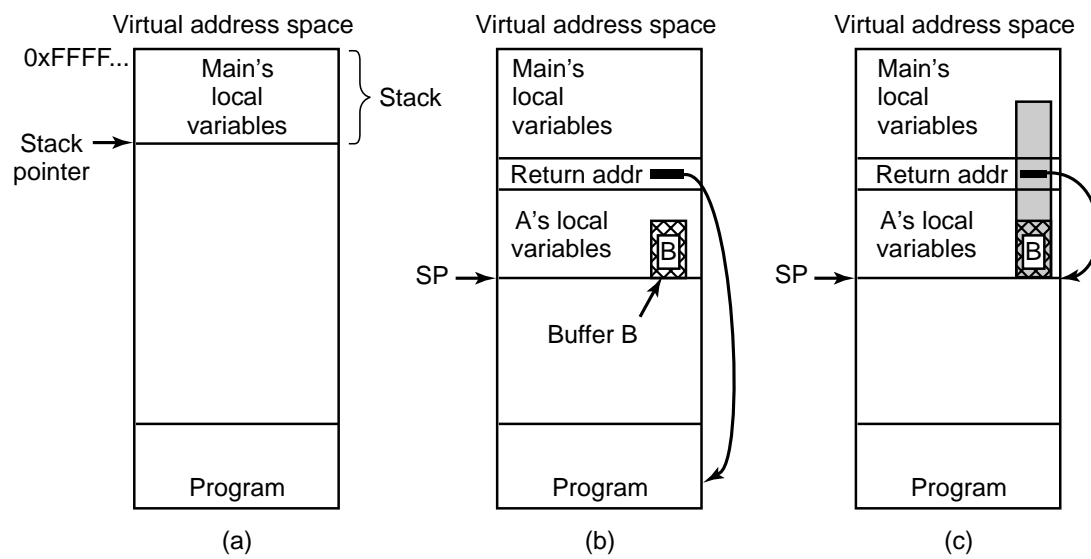 Virtual address space
0xFFFF...
Main's
local
variables
Stack
Stack
pointer
Program
(a)
Virtual address space
Main's
local
variables
Return addr
A's local
variables
B
SP
Buffer B
Program
(b)
Virtual address space
Main's
local
variables
Return addr
A's local
variables
B
SP
Program
(c)